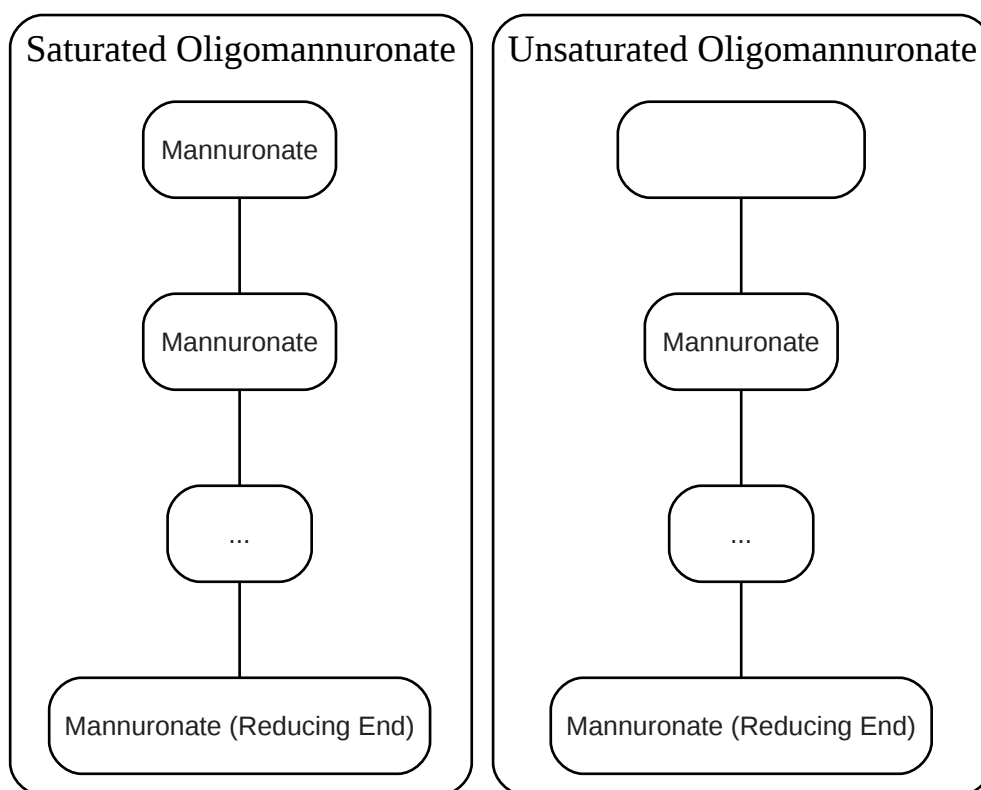 Saturated Oligomannuronate
Mannuronate
Mannuronate
...
Mannuronate (Reducing End)
Unsaturated Oligomannuronate
Mannuronate
...
Mannuronate (Reducing End)